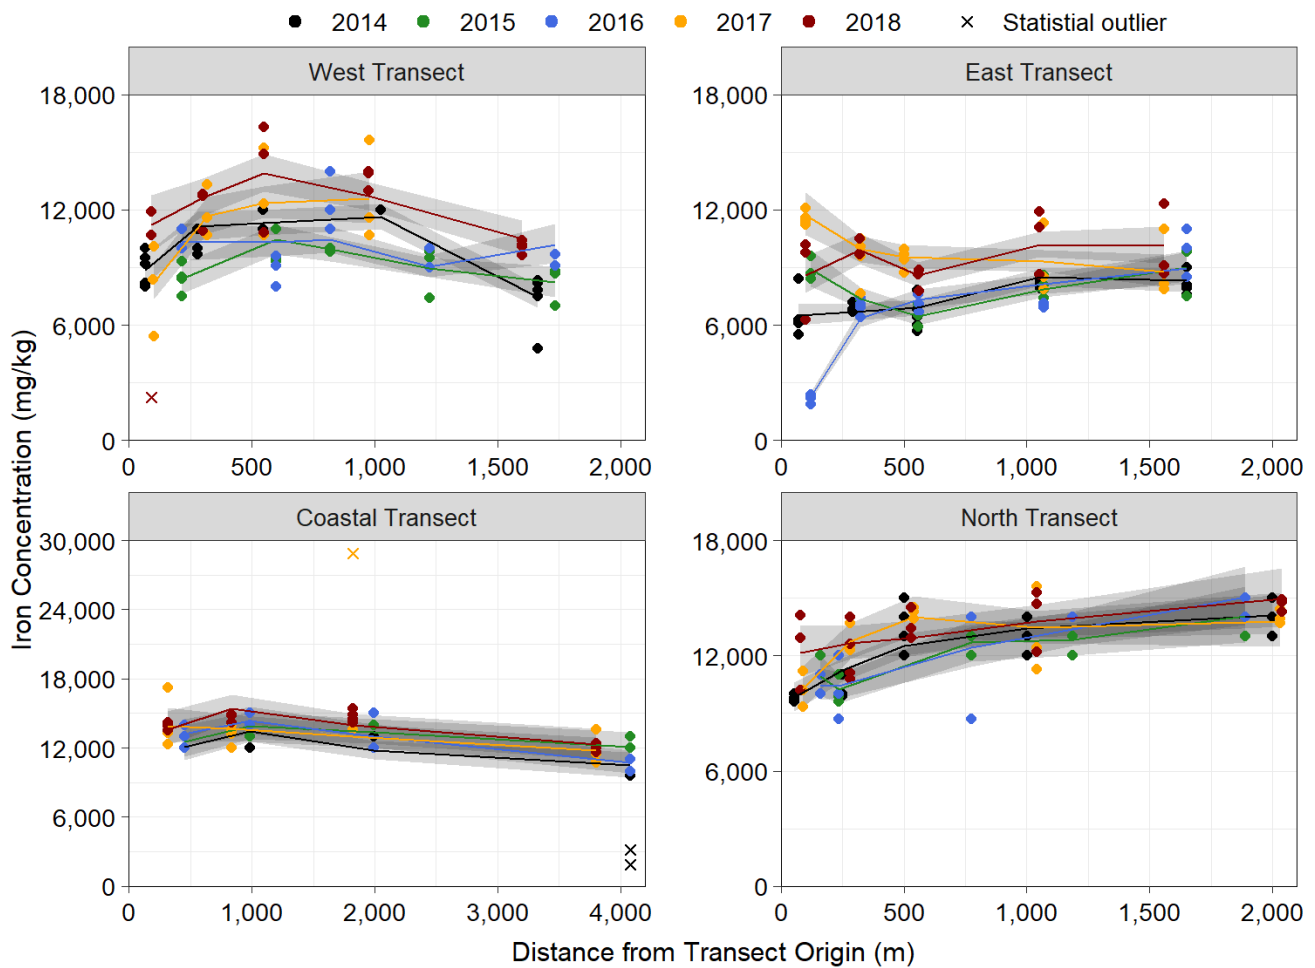 2014 2015 2016 2017 2018 Statistial outlier
West Transect
East Transect
18,000
12,000
6,000
0
0 500 1,000 1,500 2,000
18,000
12,000
6,000
0
0 500 1,000 1,500 2,000
Iron Concentration (mg/kg)
Coastal Transect
North Transect
30,000
24,000
18,000
12,000
6,000
0
0 1,000 2,000 3,000 4,000
18,000
12,000
6,000
0
0 500 1,000 1,500 2,000
Distance from Transect Origin (m)